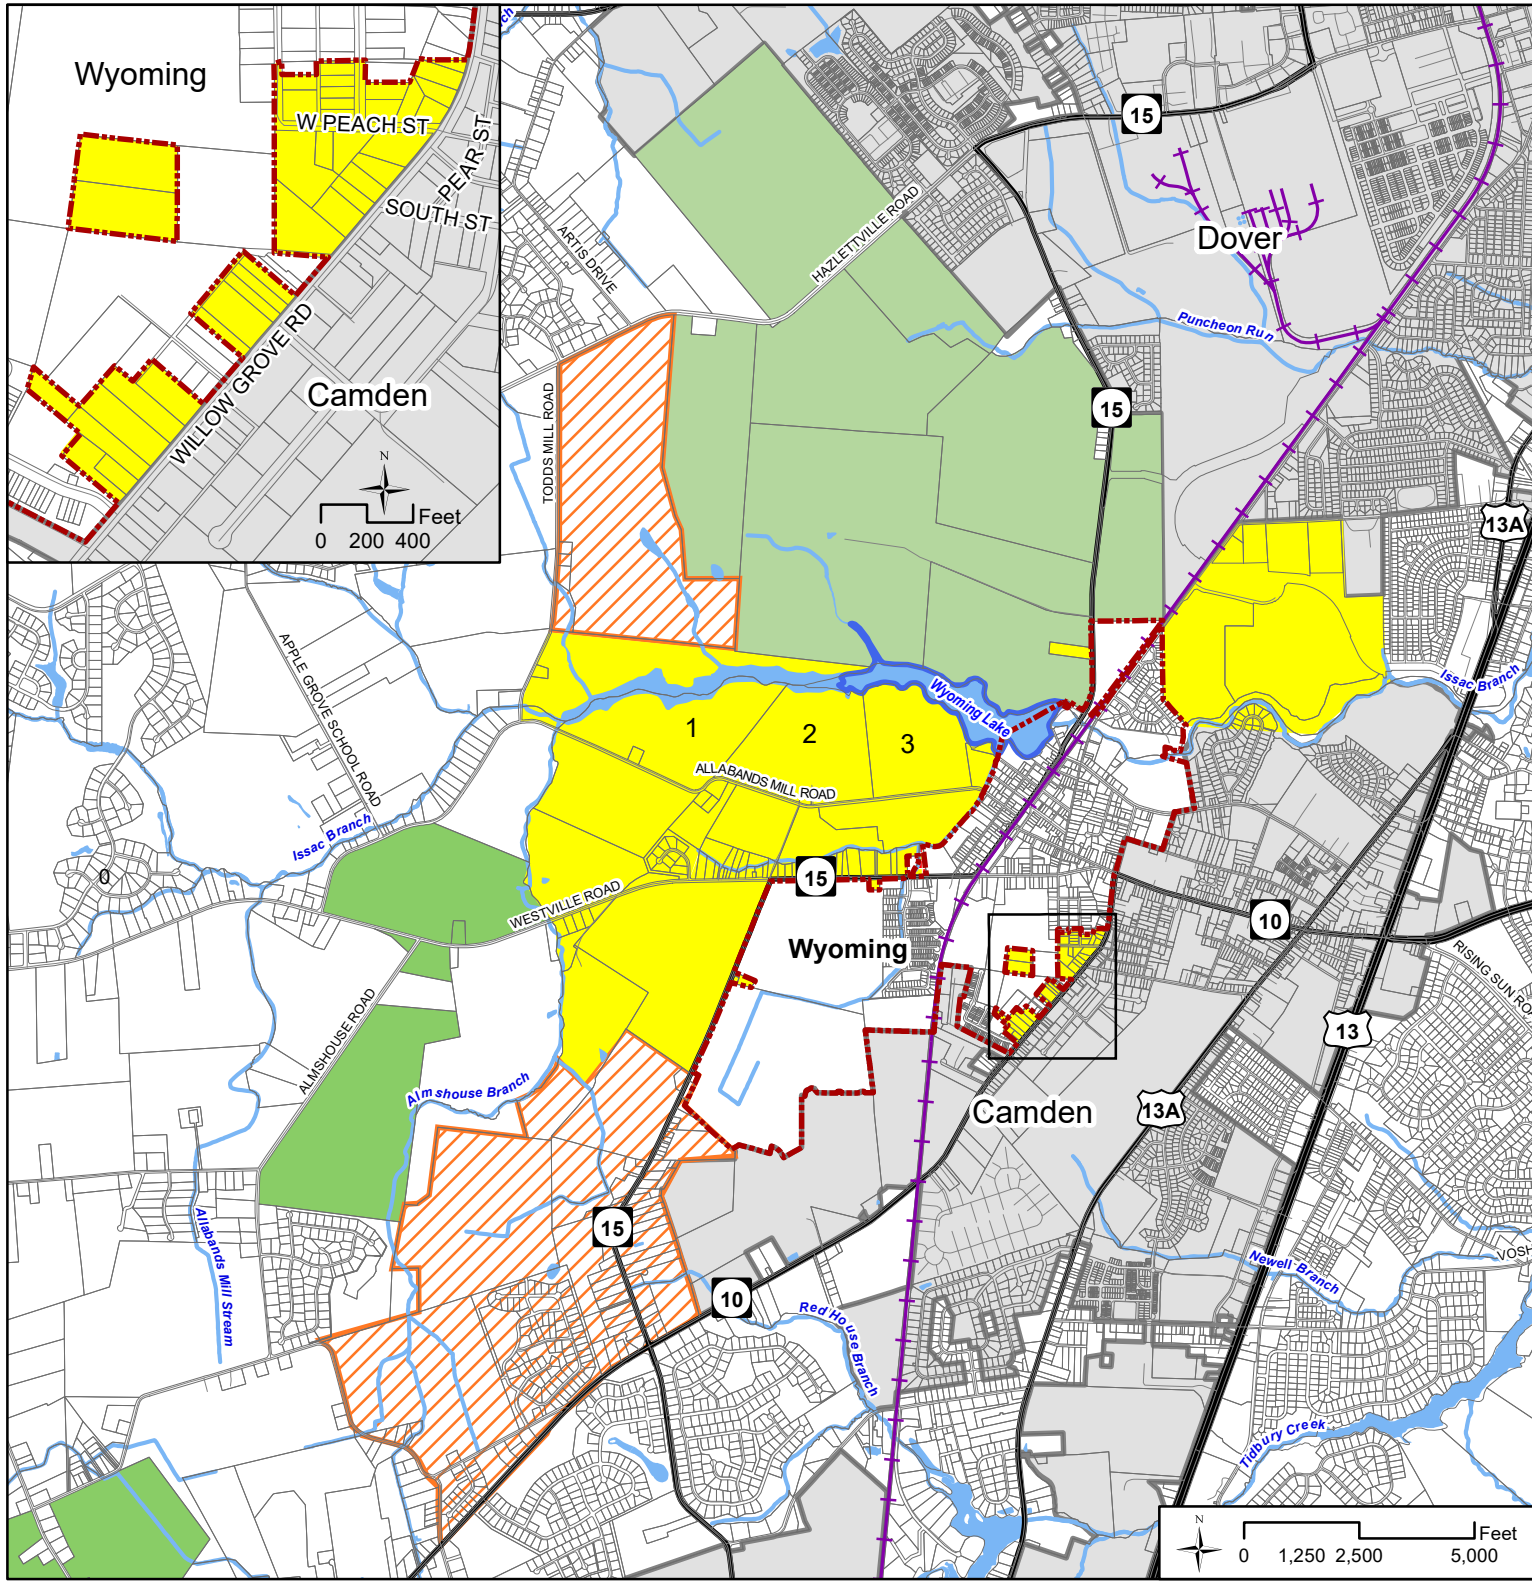 ch
Wyoming
W PEACH ST
PEAR ST
SOUTH ST
WILLOW GROVE RD
Camden
N
Feet
0 200 400
15
Dover
ARTIS DRIVE
HAZLETTVILLE ROAD
Puncheon Run
15
TODDS MILL ROAD
13A
APPLE GROVE SCHOOL ROAD
Issac Branch
Wyoming Lake
1
2
3
ALLABANDS MILL ROAD
Issac Branch
0
15
WESTVILLE ROAD
10
Wyoming
RISING SUN ROA
ALMSHOUSE ROAD
13
Almshouse Branch
Camden
13A
Allabands Mill Stream
15
Newell Branch
VOSH
10
Red House Branch
Tidbury Creek
N
Feet
0 1,250 2,500 5,000